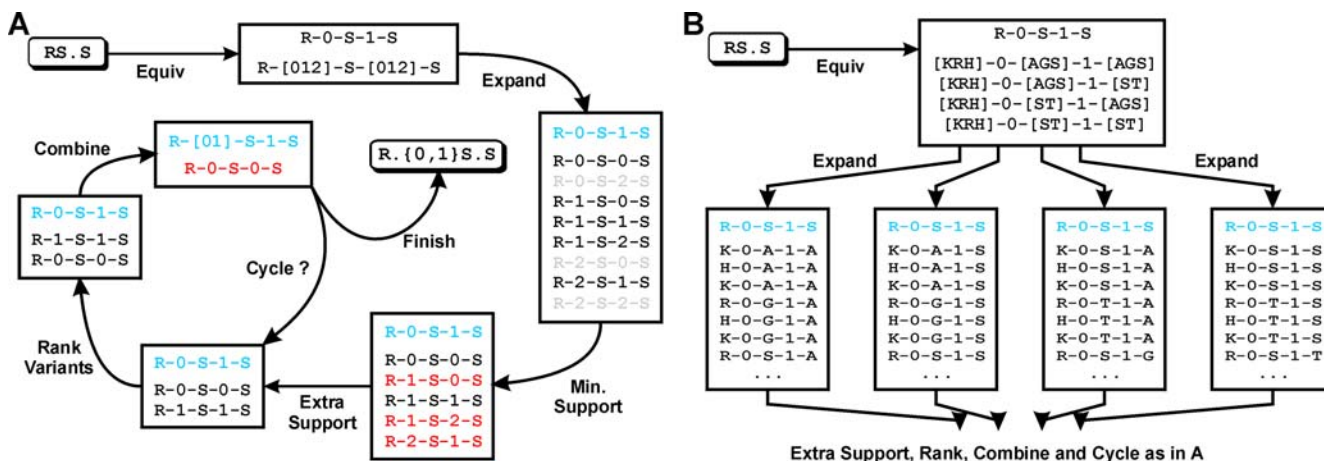 A
RS.S
Equiv
R-0-S-1-S
R-[012]-S-[012]-S
Expand
R-0-S-1-S
R-0-S-0-S
R-0-S-2-S
R-1-S-0-S
R-1-S-1-S
R-1-S-2-S
R-2-S-0-S
R-2-S-1-S
R-2-S-2-S
Min.
Support
R-0-S-1-S
R-0-S-0-S
R-1-S-0-S
R-1-S-1-S
R-1-S-2-S
R-2-S-1-S
Extra
Support
R-0-S-1-S
R-0-S-0-S
R-1-S-1-S
Rank
Variants
R-0-S-1-S
R-1-S-1-S
R-0-S-0-S
Combine
R-[01]-S-1-S
R-0-S-0-S
Cycle ?
Finish
R.{0,1}S.S
B
RS.S
Equiv
R-0-S-1-S
[KRH]-0-[AGS]-1-[AGS]
[KRH]-0-[AGS]-1-[ST]
[KRH]-0-[ST]-1-[AGS]
[KRH]-0-[ST]-1-[ST]
Expand
Expand
R-0-S-1-S
K-0-A-1-A
H-0-A-1-A
K-0-A-1-A
R-0-G-1-A
H-0-G-1-A
K-0-G-1-A
R-0-S-1-A
...
R-0-S-1-S
K-0-A-1-S
H-0-A-1-S
K-0-A-1-S
R-0-G-1-S
H-0-G-1-S
K-0-G-1-S
R-0-S-1-S
...
R-0-S-1-S
K-0-S-1-A
H-0-S-1-A
K-0-S-1-A
R-0-T-1-A
H-0-T-1-A
K-0-T-1-A
R-0-S-1-G
...
R-0-S-1-S
K-0-S-1-S
H-0-S-1-S
K-0-S-1-S
R-0-T-1-S
H-0-T-1-S
K-0-T-1-S
R-0-S-1-T
...
Extra Support, Rank, Combine and Cycle as in A